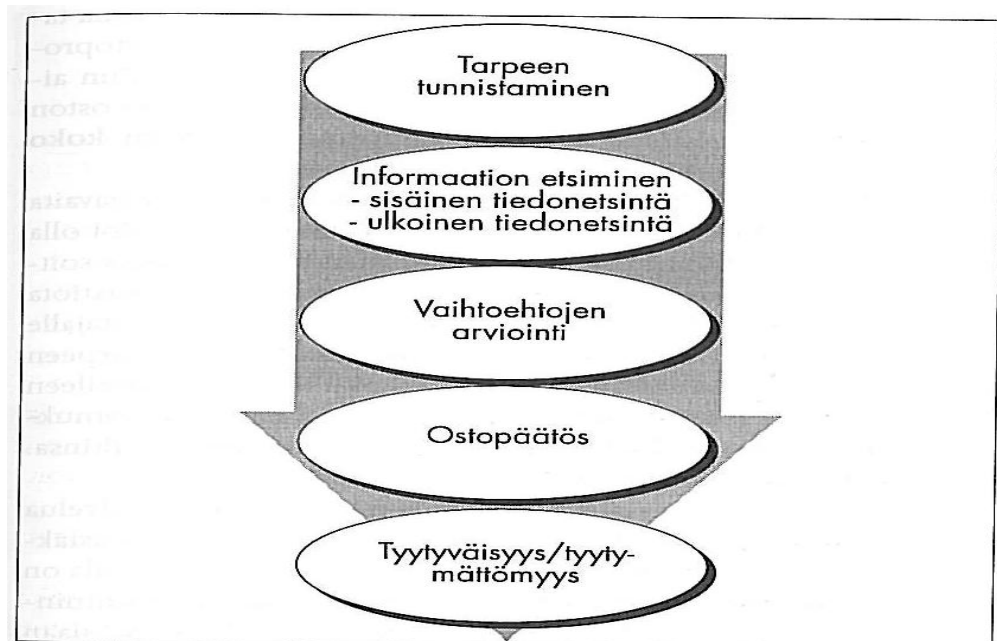 Tarpeen
tunnistaminen
Informaation etsiminen
- sisäinen tiedonetsintä
- ulkoinen tiedonetsintä
Vaihtoehtojen
arviointi
Ostopäätös
Tyytyväisyys/tyyty-
mättömyys